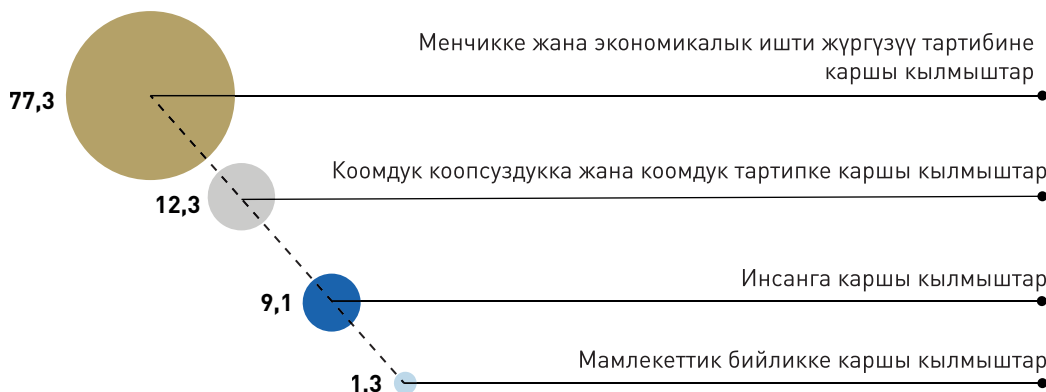 Менчикке жана экономикалык ишти жүргүзүү тартибине
каршы кылмыштар
77,3
Коомдук коопсуздукка жана коомдук тартипке каршы кылмыштар
12,3
Инсанга каршы кылмыштар
9,1
Мамлекеттик бийликке каршы кылмыштар
1,3